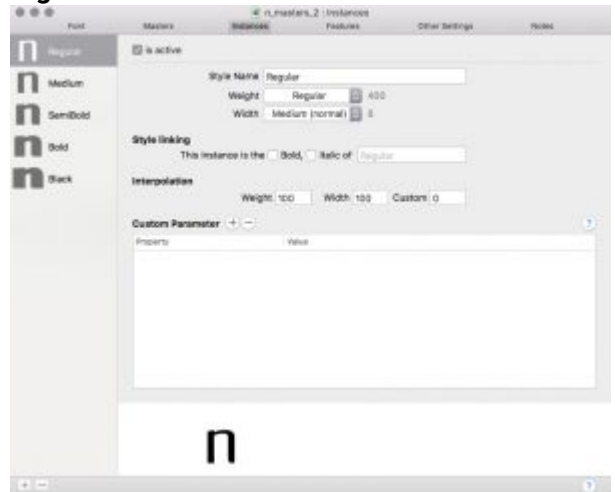 n_masters_2 : Instances
Font Masters Instances Features Other Settings Notes
n Regular
n Medium
n SemiBold
n Bold
n Black
is active
Style Name Regular
Weight Regular 400
Width Medium (normal) 5
Style linking
This instance is the Bold, Italic of Regular
Interpolation
Weight 100 Width 100 Custom 0
Custom Parameter + − ?
Property Value
n
+ − ?